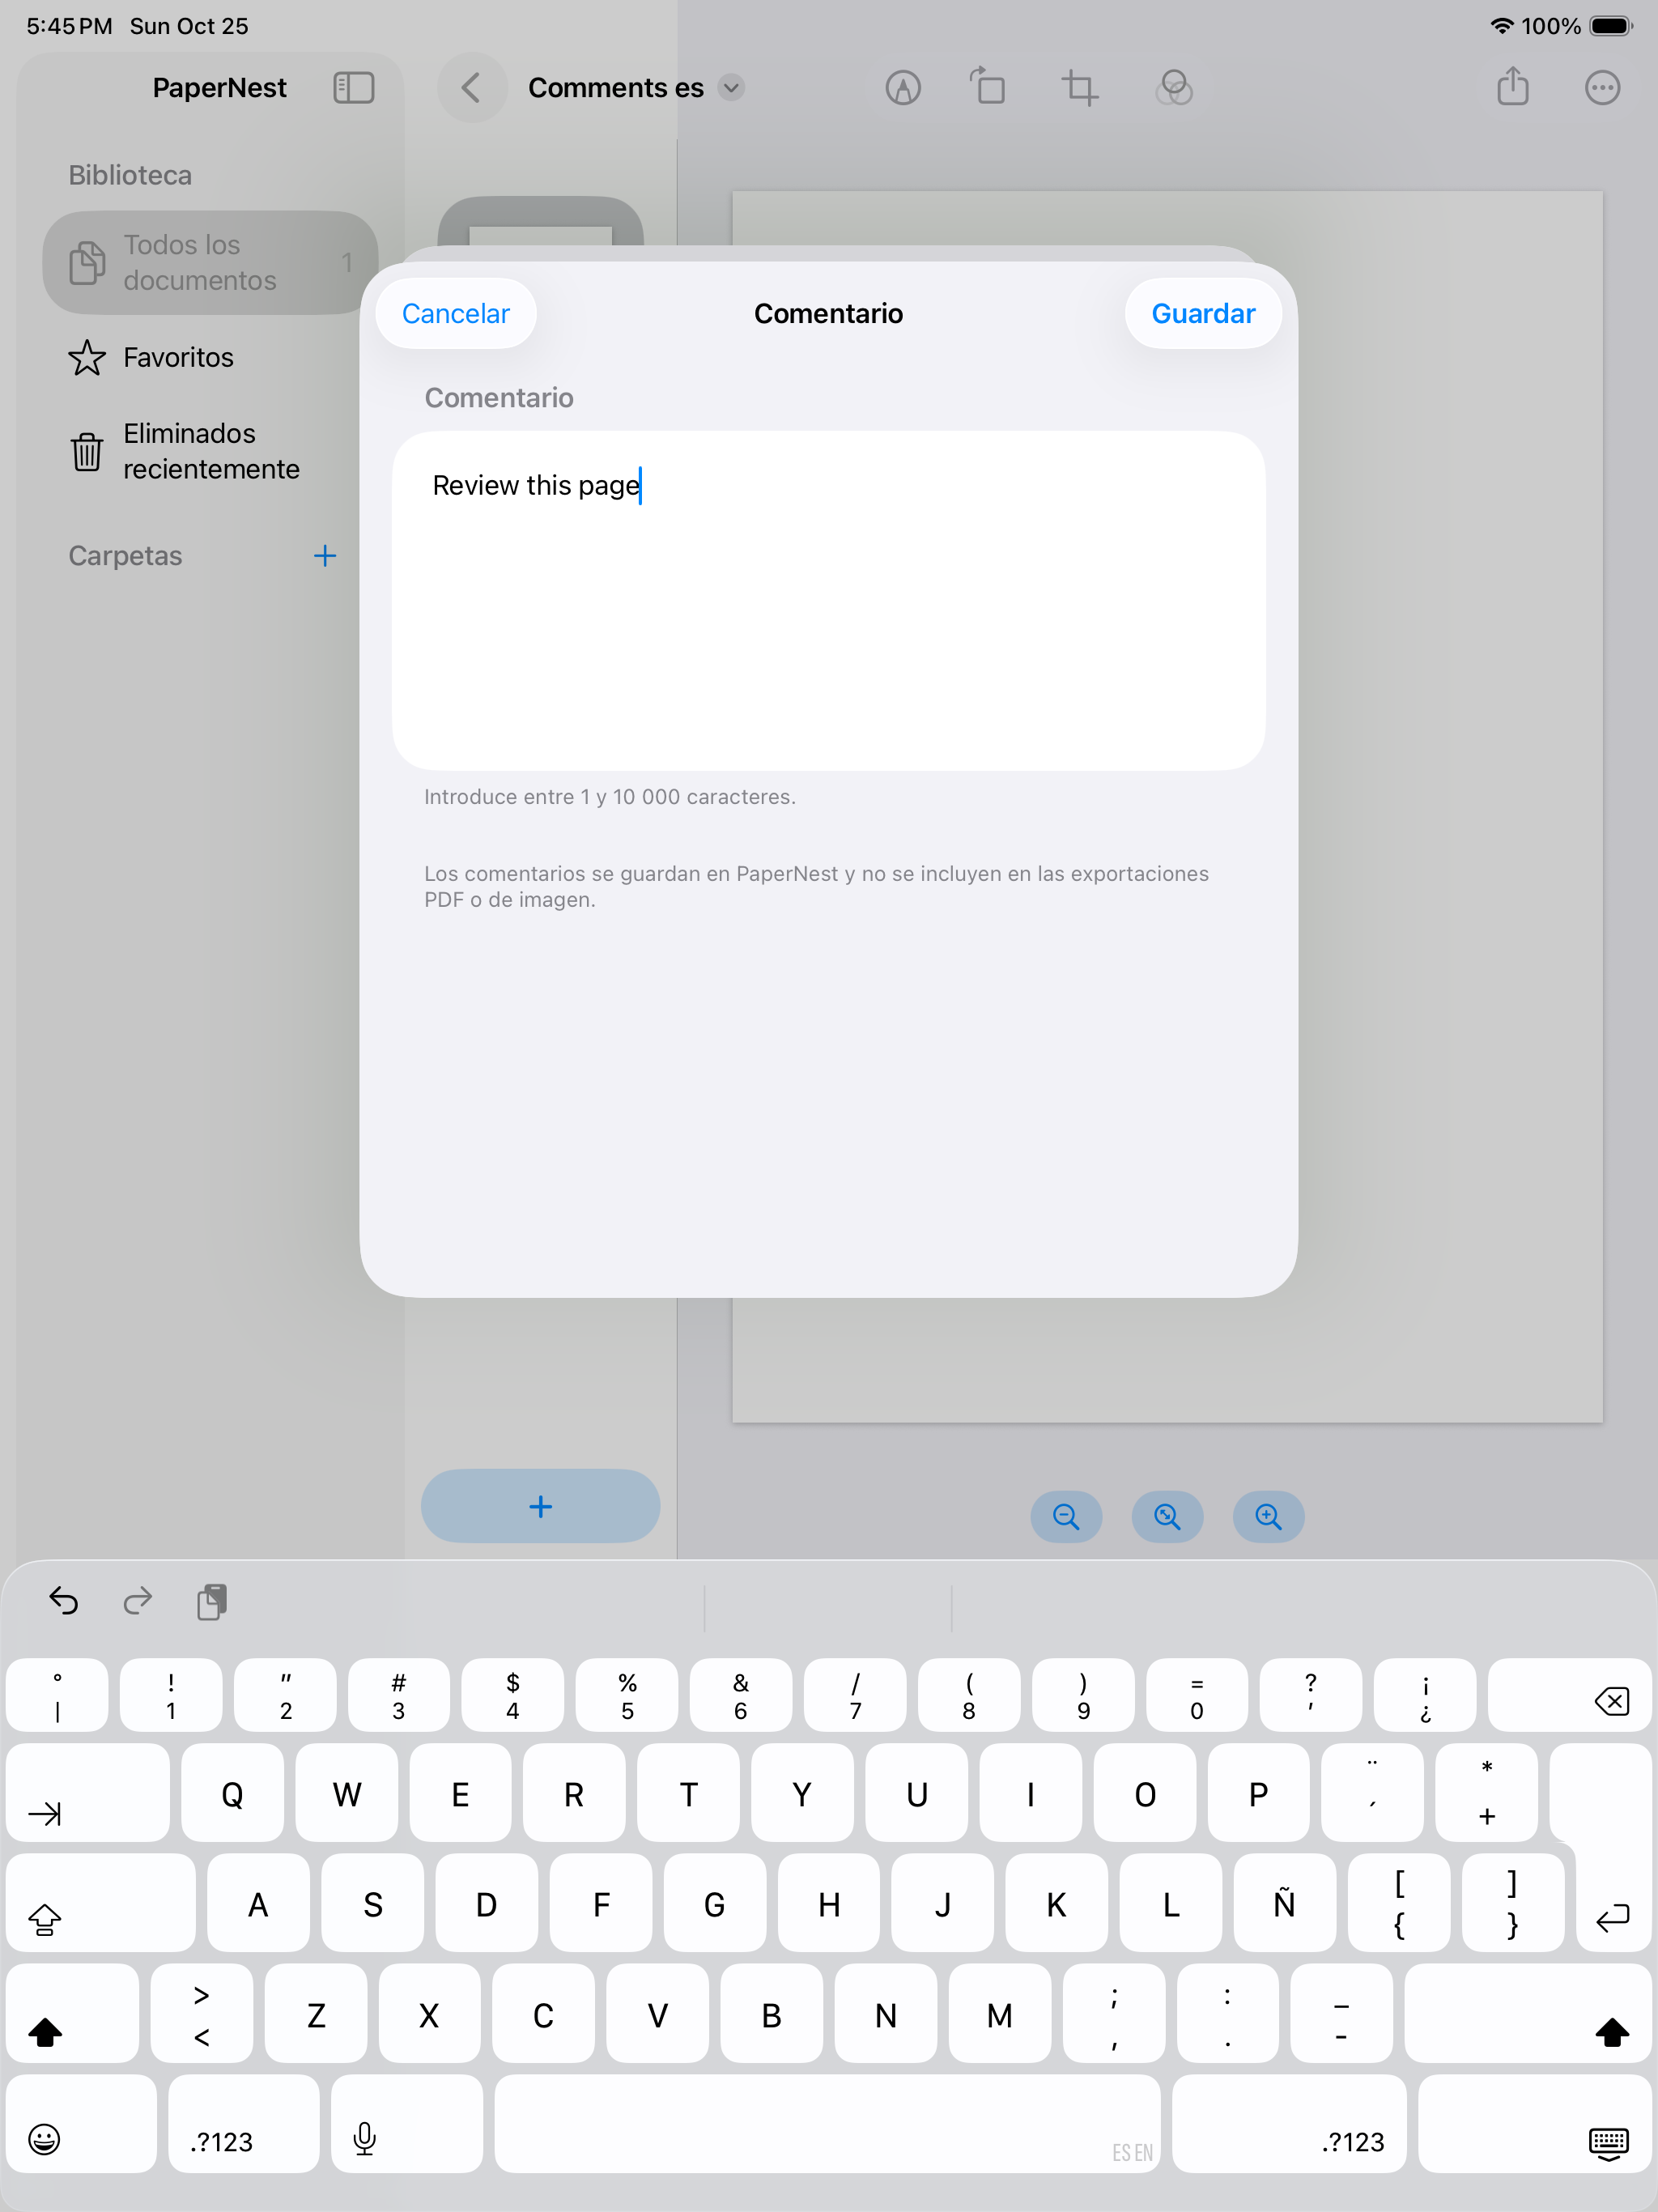 5:45 PM Sun Oct 25
100%
PaperNest
Comments es
Biblioteca
Todos los
documentos
1
Favoritos
Eliminados
recientemente
Carpetas
Cancelar
Comentario
Guardar
Comentario
Review this page
Introduce entre 1 y 10 000 caracteres.
Los comentarios se guardan en PaperNest y no se incluyen en las exportaciones
PDF o de imagen.
° ! " # $ % & / ( ) = ? ¡
| 1 2 3 4 5 6 7 8 9 0 ' ¿
Q W E R T Y U I O P ¨ *
´ +
A S D F G H J K L Ñ [ ]
{ }
> Z X C V B N M ; : _
< , . -
.?123 ES EN .?123